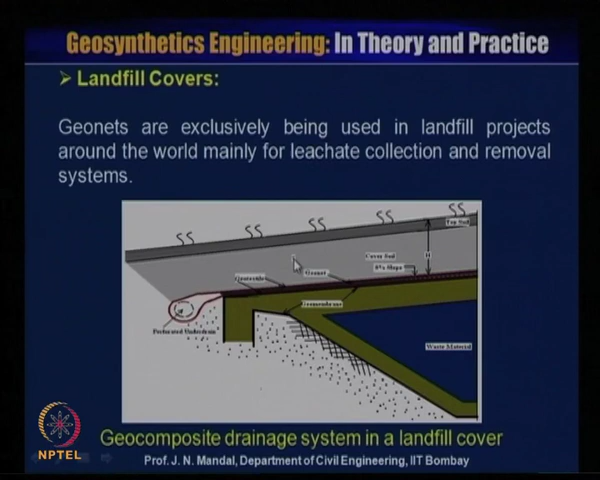 Geosynthetics Engineering: In Theory and Practice
➢ Landfill Covers:
Geonets are exclusively being used in landfill projects
around the world mainly for leachate collection and removal
systems.
Top Soil
Cover Soil
H
8% Slope
Geotextile
Geonet
Geomembrane
Perforated Underdrain
Waste Material
Geocomposite drainage system in a landfill cover
NPTEL
Prof. J. N. Mandal, Department of Civil Engineering, IIT Bombay